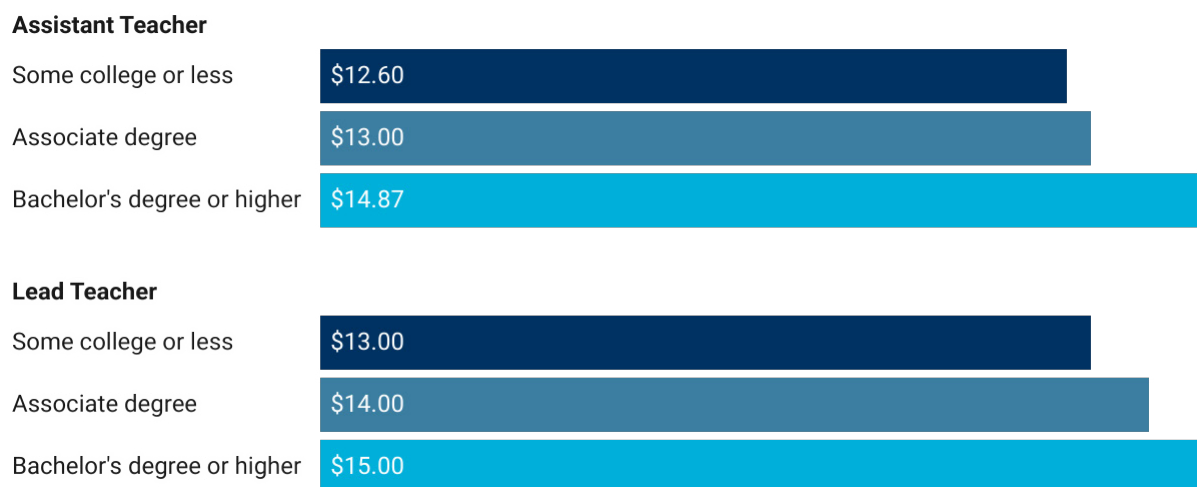 Assistant Teacher
Some college or less $12.60
Associate degree $13.00
Bachelor's degree or higher $14.87
Lead Teacher
Some college or less $13.00
Associate degree $14.00
Bachelor's degree or higher $15.00